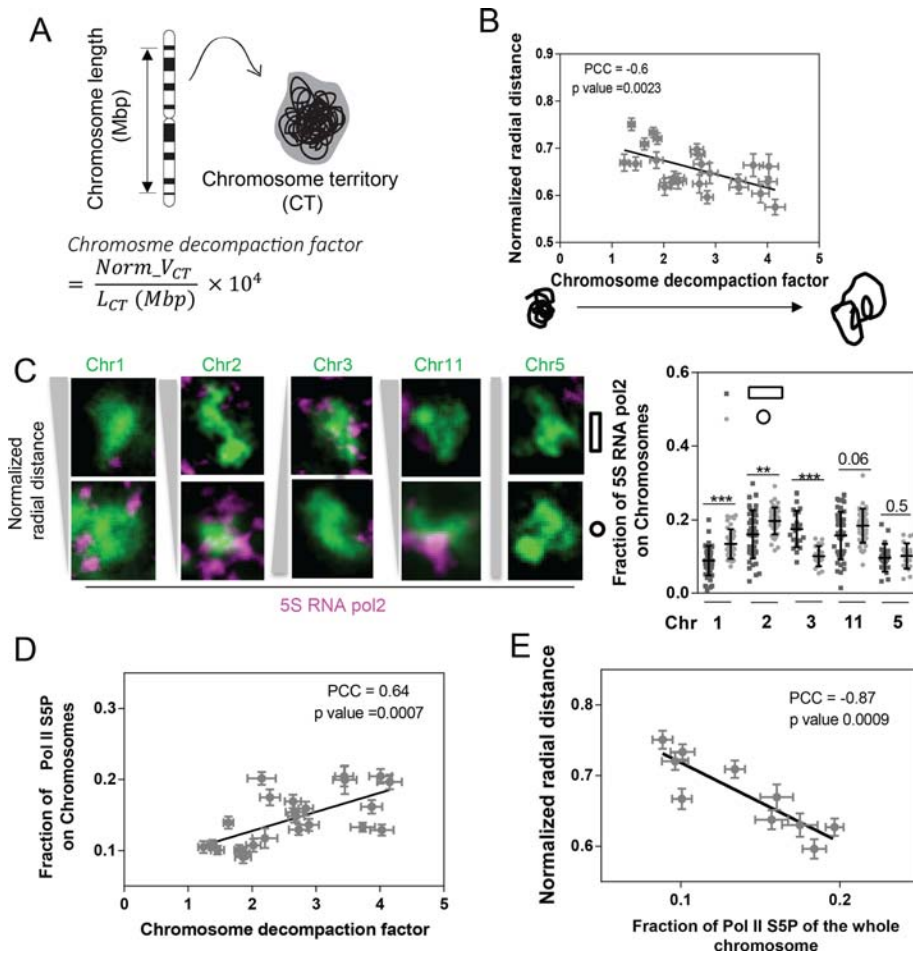 A
Chromosome length
(Mbp)
Chromosome territory
(CT)
Chromosme decompaction factor
= Norm_V_CT / L_CT (Mbp) × 10^4
B
PCC = -0.6
p value =0.0023
Normalized radial distance
0.9
0.8
0.7
0.6
0.5
0 1 2 3 4 5
Chromosome decompaction factor
C
Chr1 Chr2 Chr3 Chr11 Chr5
Normalized
radial distance
5S RNA pol2
Fraction of 5S RNA pol2
on Chromosomes
0.6
0.4
0.2
0.0
*** ** *** 0.06 0.5
Chr 1 2 3 11 5
D
PCC = 0.64
p value =0.0007
Fraction of Pol II S5P
on Chromosomes
0.3
0.2
0.1
0 1 2 3 4 5
Chromosome decompaction factor
E
PCC = -0.87
p value 0.0009
Normalized radial distance
0.8
0.7
0.6
0.1 0.2
Fraction of Pol II S5P of the whole
chromosome